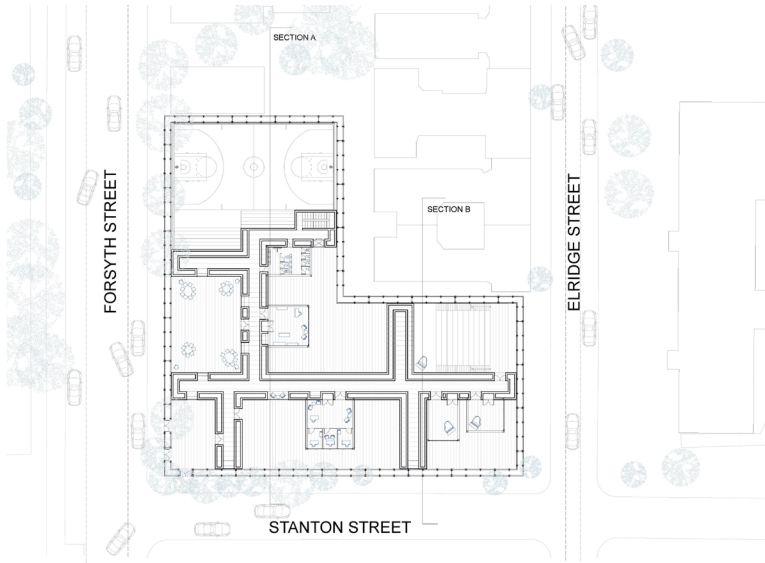 SECTION A
FORSYTH STREET
ELRIDGE STREET
SECTION B
STANTON STREET